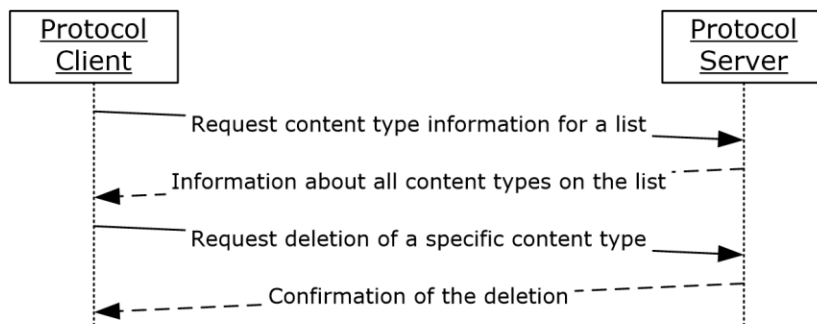 Protocol
Client
Protocol
Server
Request content type information for a list
Information about all content types on the list
Request deletion of a specific content type
Confirmation of the deletion